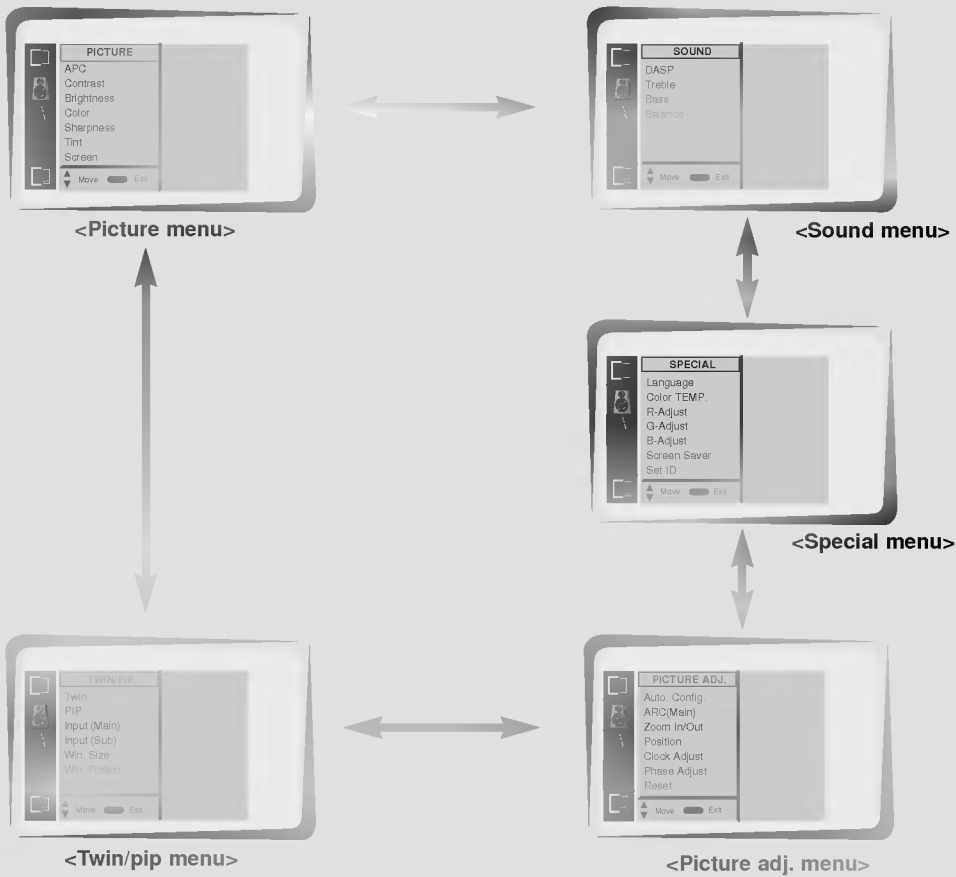 PICTURE
APC
Contrast
Brightness
Color
Sharpness
Tint
Screen
Move Exit
<Picture menu>
SOUND
DASP
Treble
Bass
Balance
Move Exit
<Sound menu>
SPECIAL
Language
Color TEMP.
R-Adjust
G-Adjust
B-Adjust
Screen Saver
Set ID
Move Exit
<Special menu>
TWIN/PIP
Twin
PIP
Input (Main)
Input (Sub)
Win. Size
Win. Position
Move Exit
<Twin/pip menu>
PICTURE ADJ.
Auto. Config.
ARC(Main)
Zoom In/Out
Position
Clock Adjust
Phase Adjust
Reset
Move Exit
<Picture adj. menu>